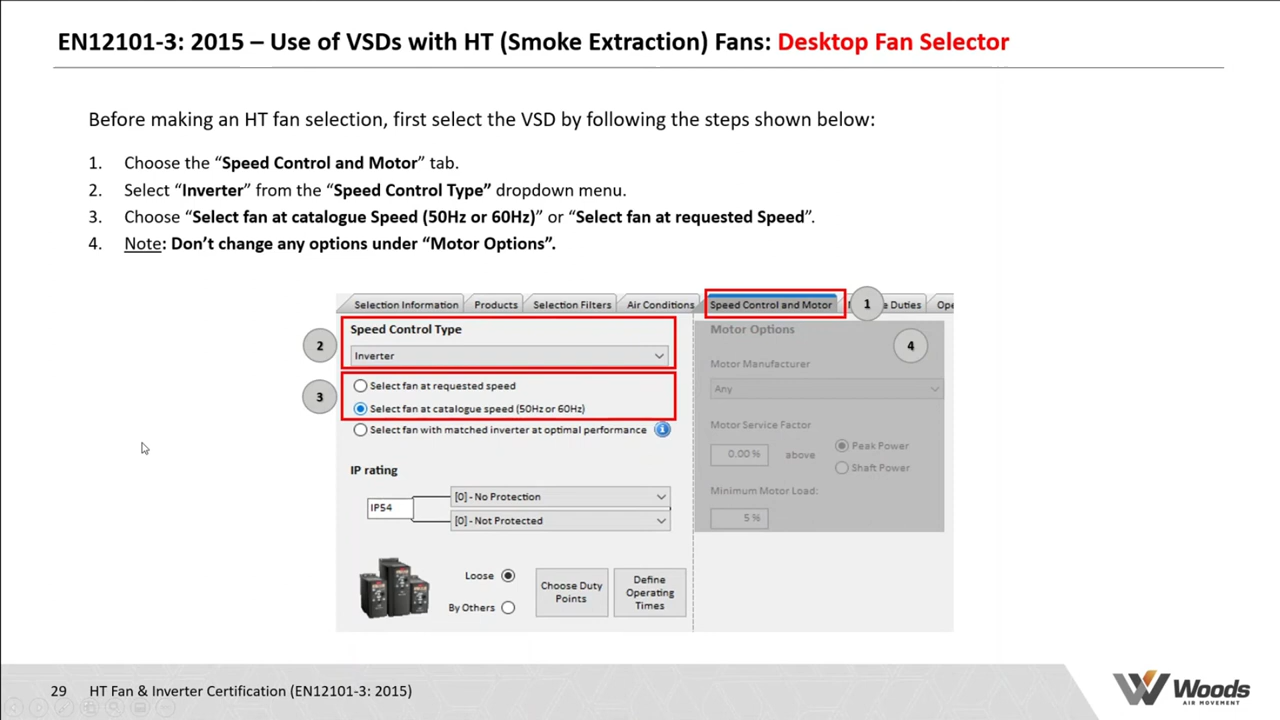 EN12101-3: 2015 – Use of VSDs with HT (Smoke Extraction) Fans: Desktop Fan Selector
Before making an HT fan selection, first select the VSD by following the steps shown below:
1. Choose the “Speed Control and Motor” tab.
2. Select “Inverter” from the “Speed Control Type” dropdown menu.
3. Choose “Select fan at catalogue Speed (50Hz or 60Hz)” or “Select fan at requested Speed”.
4. Note: Don’t change any options under “Motor Options”.
Selection Information Products Selection Filters Air Conditions Speed Control and Motor 1 e Duties Ope
Speed Control Type
2
Inverter
3
Select fan at requested speed
Select fan at catalogue speed (50Hz or 60Hz)
Select fan with matched inverter at optimal performance
IP rating
IP54
[0] - No Protection
[0] - Not Protected
Loose
By Others
Choose Duty
Points
Define
Operating
Times
Motor Options
4
Motor Manufacturer
Any
Motor Service Factor
0.00 % above
Peak Power
Shaft Power
Minimum Motor Load:
5 %
29 HT Fan & Inverter Certification (EN12101-3: 2015)
Woods
AIR MOVEMENT